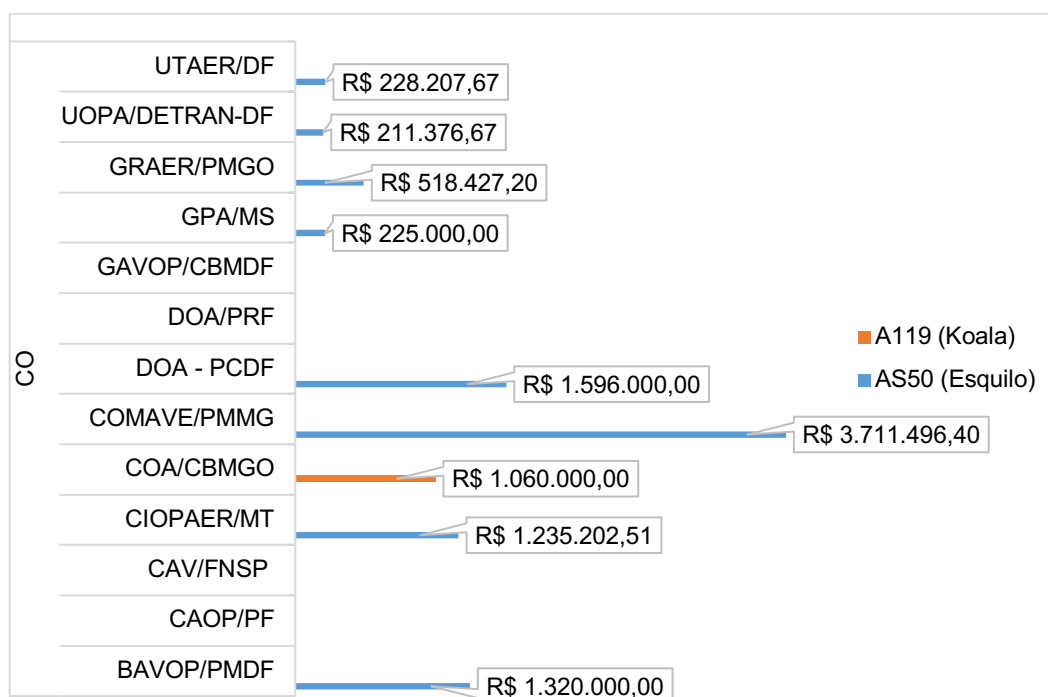 UTAER/DF
R$ 228.207,67
UOPA/DETRAN-DF
R$ 211.376,67
GRAER/PMGO
R$ 518.427,20
GPA/MS
R$ 225.000,00
GAVOP/CBMDF
DOA/PRF
A119 (Koala)
CO
DOA - PCDF
R$ 1.596.000,00
AS50 (Esquilo)
COMAVE/PMMG
R$ 3.711.496,40
COA/CBMGO
R$ 1.060.000,00
CIOPAER/MT
R$ 1.235.202,51
CAV/FNSP
CAOP/PF
BAVOP/PMDF
R$ 1.320.000,00